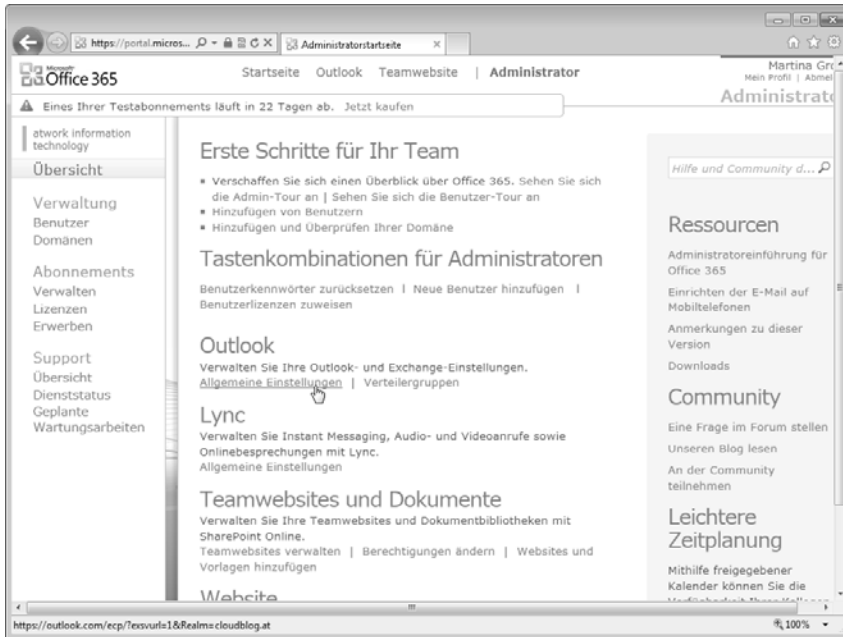 https://portal.micros...
Administratorstartseite
Microsoft
Office 365
Startseite Outlook Teamwebsite | Administrator
Martina Gro
Mein Profil | Abmel
Eines Ihrer Testabonnements läuft in 22 Tagen ab. Jetzt kaufen
Administrato
atwork information
technology
Übersicht
Verwaltung
Benutzer
Domänen
Abonnements
Verwalten
Lizenzen
Erwerben
Support
Übersicht
Dienststatus
Geplante
Wartungsarbeiten
Erste Schritte für Ihr Team
▪ Verschaffen Sie sich einen Überblick über Office 365. Sehen Sie sich
die Admin-Tour an | Sehen Sie sich die Benutzer-Tour an
▪ Hinzufügen von Benutzern
▪ Hinzufügen und Überprüfen Ihrer Domäne
Tastenkombinationen für Administratoren
Benutzerkennwörter zurücksetzen | Neue Benutzer hinzufügen |
Benutzerlizenzen zuweisen
Outlook
Verwalten Sie Ihre Outlook- und Exchange-Einstellungen.
Allgemeine Einstellungen | Verteilergruppen
Lync
Verwalten Sie Instant Messaging, Audio- und Videoanrufe sowie
Onlinebesprechungen mit Lync.
Allgemeine Einstellungen
Teamwebsites und Dokumente
Verwalten Sie Ihre Teamwebsites und Dokumentbibliotheken mit
SharePoint Online.
Teamwebsites verwalten | Berechtigungen ändern | Websites und
Vorlagen hinzufügen
Website
Hilfe und Community d...
Ressourcen
Administratoreinführung für
Office 365
Einrichten der E-Mail auf
Mobiltelefonen
Anmerkungen zu dieser
Version
Downloads
Community
Eine Frage im Forum stellen
Unseren Blog lesen
An der Community
teilnehmen
Leichtere
Zeitplanung
Mithilfe freigegebener
Kalender können Sie die
Verfügbarkeit Ihrer Kollegen
https://outlook.com/ecp/?exsvurl=1&Realm=cloudblog.at
100%